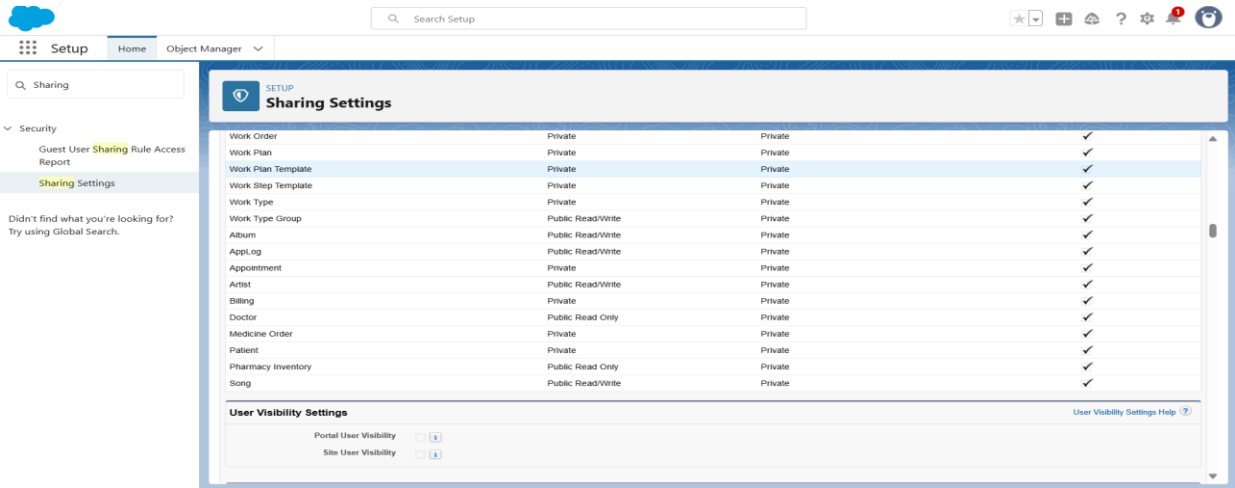 Search Setup
1
Setup Home Object Manager
Sharing
Security
Guest User Sharing Rule Access
Report
Sharing Settings
Didn't find what you're looking for?
Try using Global Search.
SETUP
Sharing Settings
Work Order Private Private
Work Plan Private Private
Work Plan Template Private Private
Work Step Template Private Private
Work Type Private Private
Work Type Group Public Read/Write Private
Album Public Read/Write Private
AppLog Public Read/Write Private
Appointment Private Private
Artist Public Read/Write Private
Billing Private Private
Doctor Public Read Only Private
Medicine Order Private Private
Patient Private Private
Pharmacy Inventory Public Read Only Private
Song Public Read/Write Private
User Visibility Settings User Visibility Settings Help ?
Portal User Visibility i
Site User Visibility i